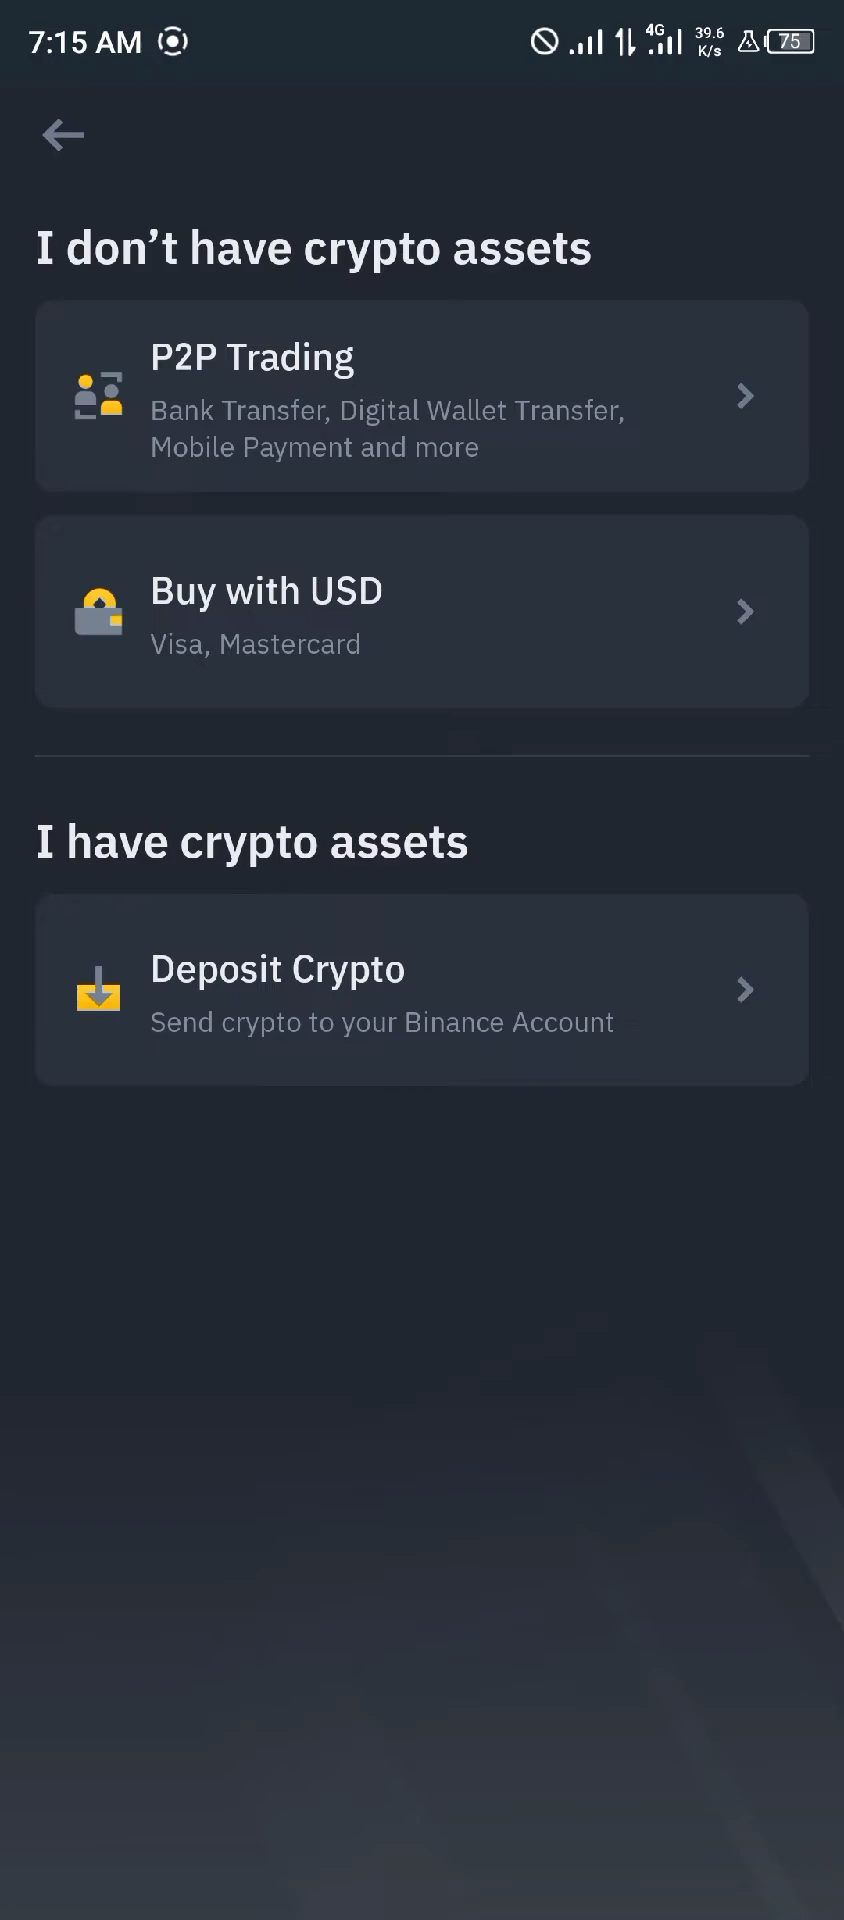 7:15 AM
4G
39.6
K/s
75
I don’t have crypto assets
P2P Trading
Bank Transfer, Digital Wallet Transfer,
Mobile Payment and more
Buy with USD
Visa, Mastercard
I have crypto assets
Deposit Crypto
Send crypto to your Binance Account